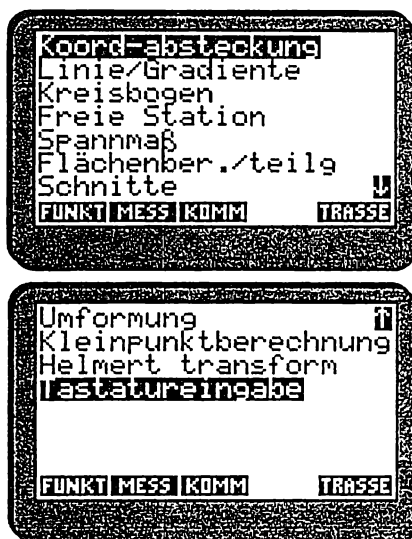 Koord-absteckung
Linie/Gradiente
Kreisbogen
Freie Station
Spannmaß
Flächenber./teilg
Schnitte ↓
FUNKT MESS KOMM TRASSE
Umformung ↑
Kleinpunktberechnung
Helmert transform
Tastatureingabe
FUNKT MESS KOMM TRASSE